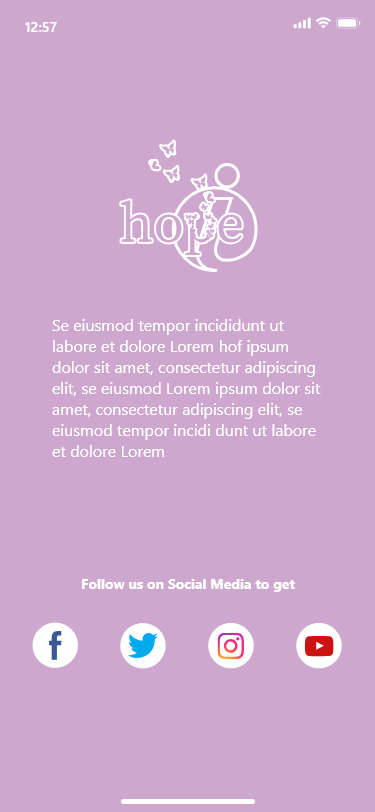 12:57
hope
Se eiusmod tempor incididunt ut
labore et dolore Lorem hof ipsum
dolor sit amet, consectetur adipiscing
elit, se eiusmod Lorem ipsum dolor sit
amet, consectetur adipiscing elit, se
eiusmod tempor incidi dunt ut labore
et dolore Lorem
Follow us on Social Media to get